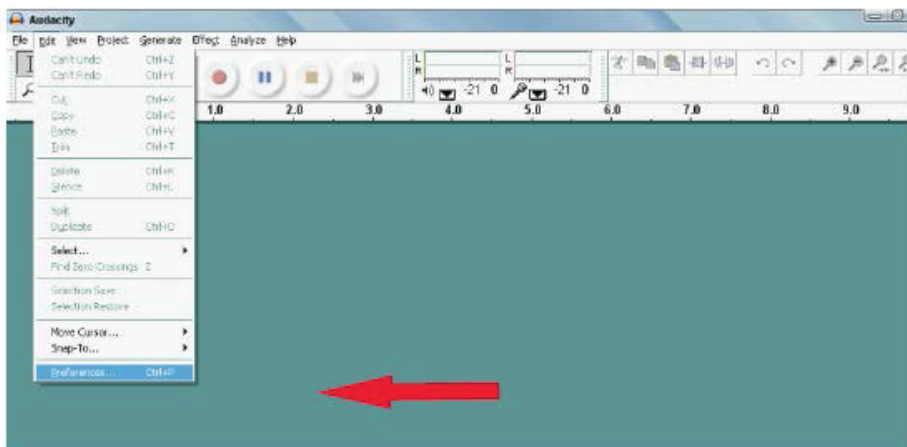 Audacity
File Edit View Project Generate Effect Analyze Help
Can't Undo Ctrl+Z
Can't Redo Ctrl+Y
Cut Ctrl+X
Copy Ctrl+C
Paste Ctrl+V
Trim Ctrl+T
Delete Ctrl+K
Silence Ctrl+L
Split
Duplicate Ctrl+D
Select...
Find Zero Crossings Z
Selection Save
Selection Restore
Move Cursor...
Snap-To...
Preferences... Ctrl+P
L
R
-21 0
L
R
-21 0
1.0 2.0 3.0 4.0 5.0 6.0 7.0 8.0 9.0